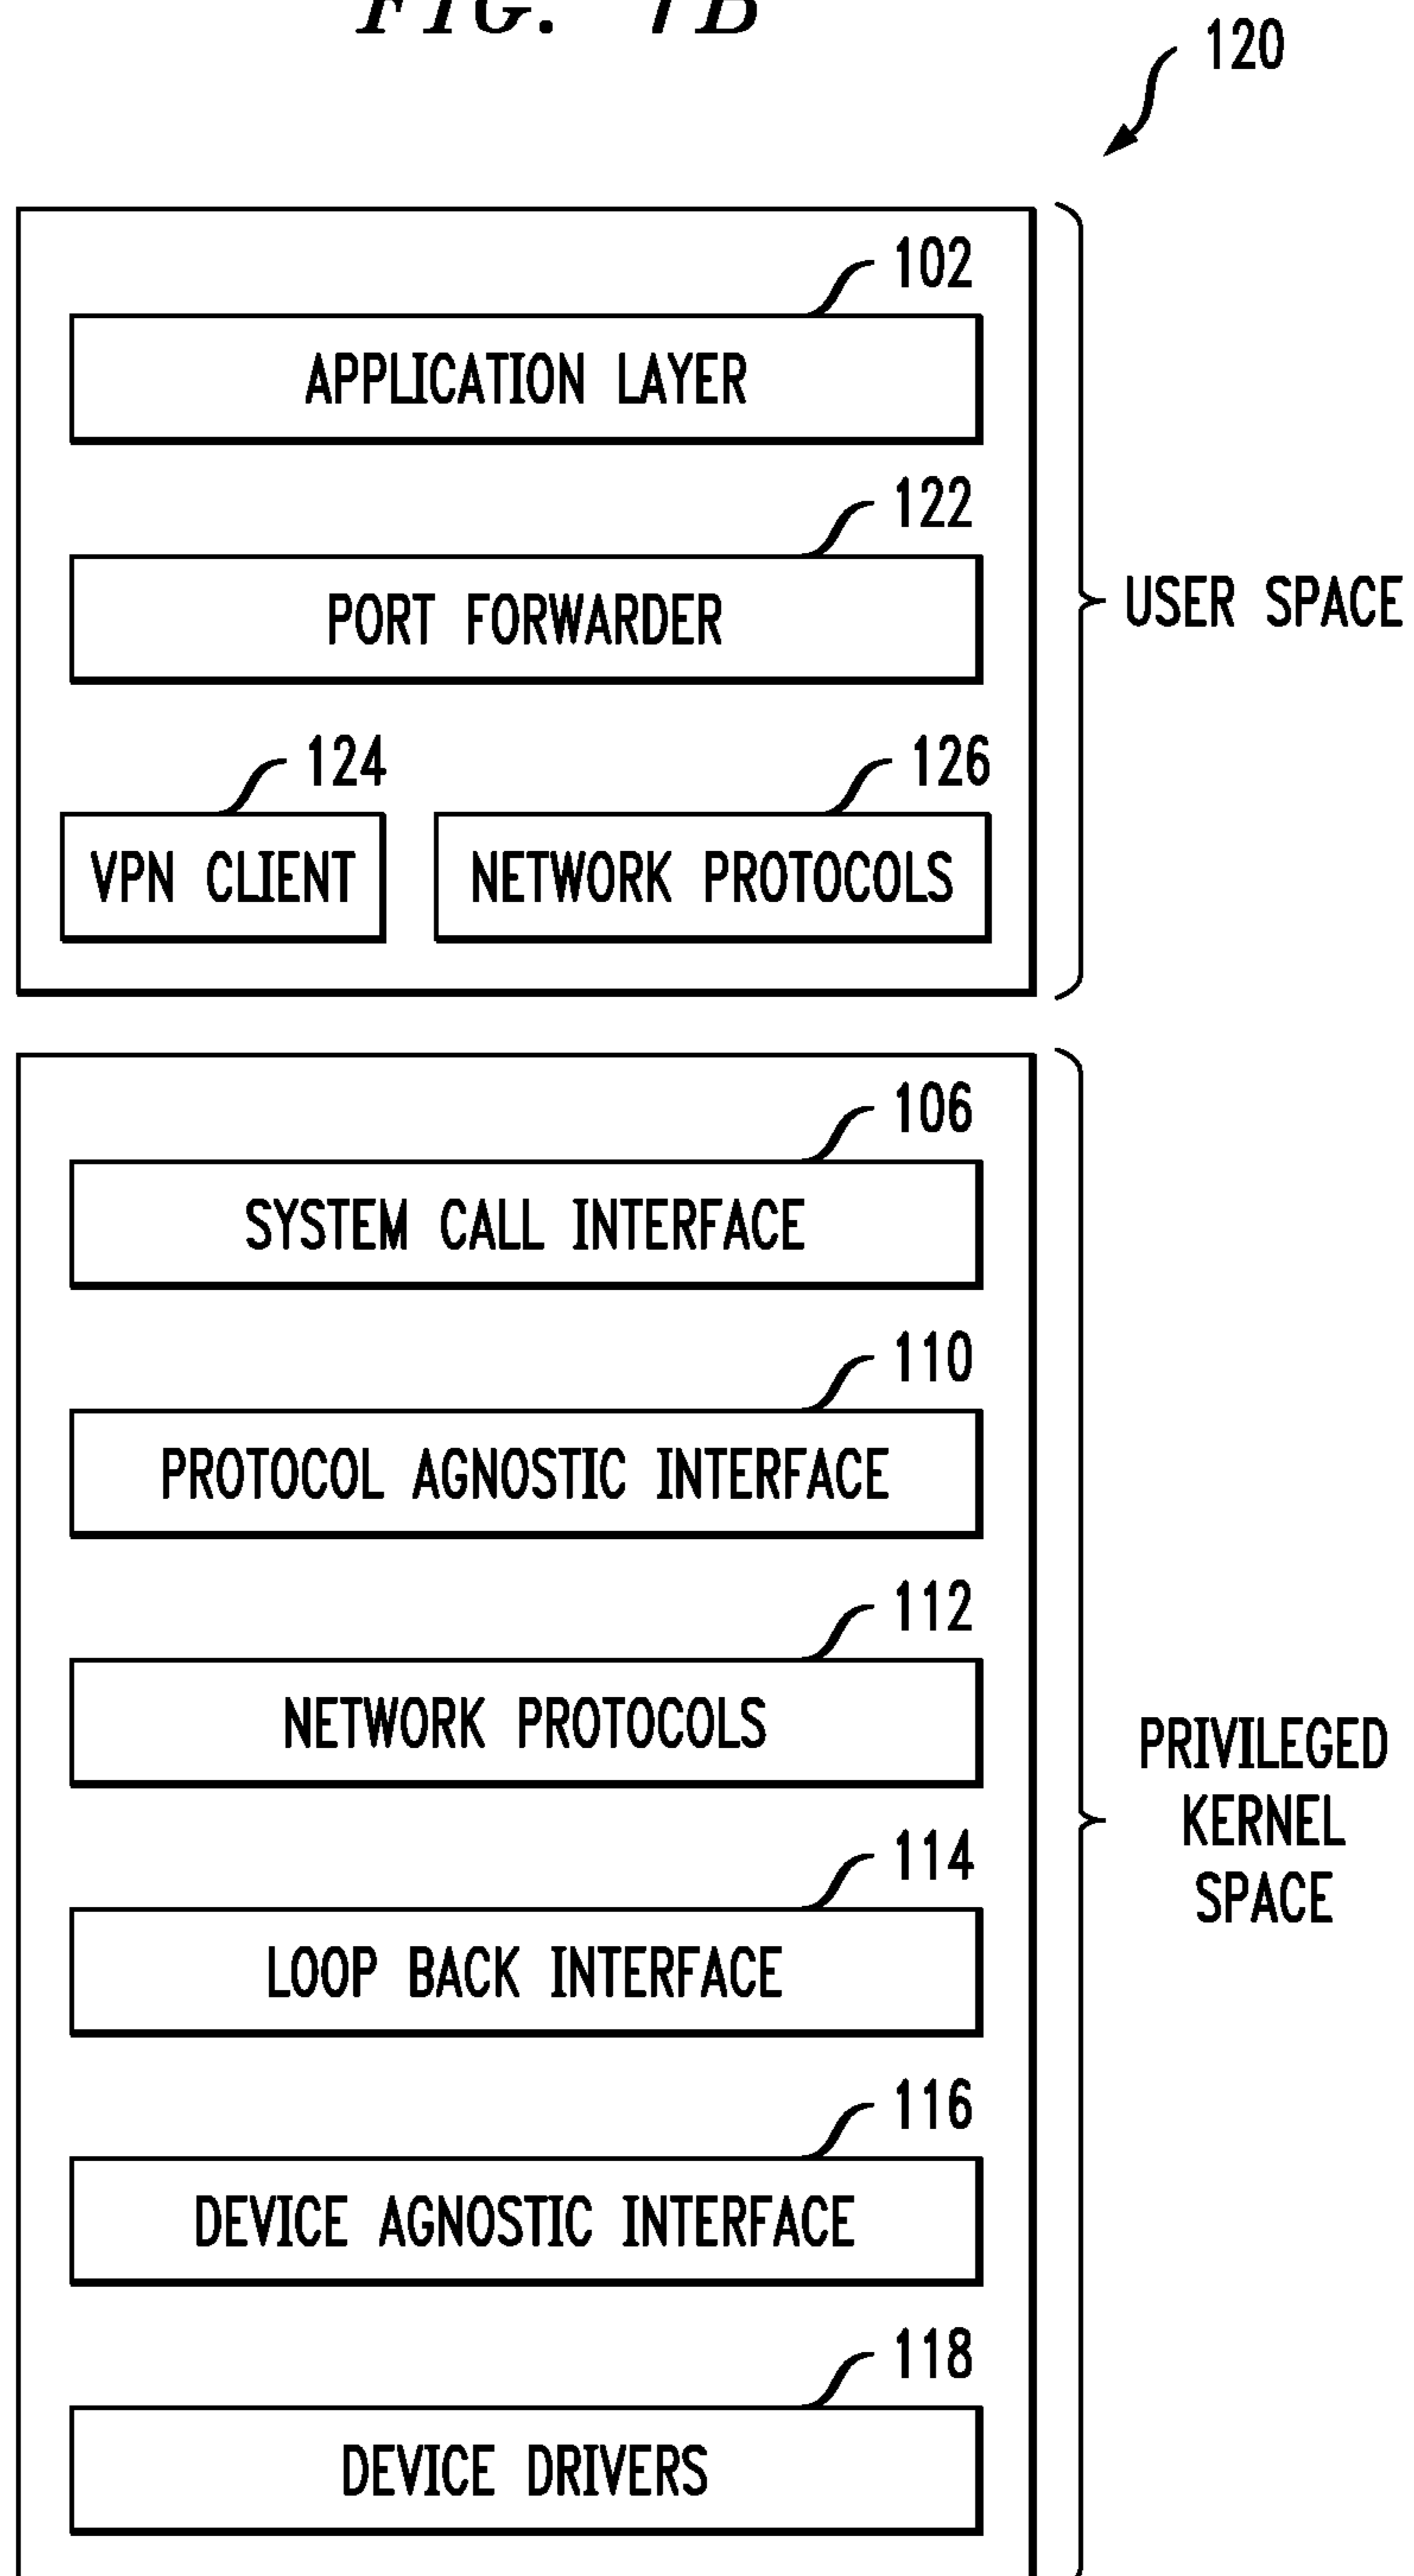 FIG. 7B
120
102
APPLICATION LAYER
122
PORT FORWARDER
USER SPACE
124
126
VPN CLIENT
NETWORK PROTOCOLS
106
SYSTEM CALL INTERFACE
110
PROTOCOL AGNOSTIC INTERFACE
112
NETWORK PROTOCOLS
PRIVILEGED
KERNEL
SPACE
114
LOOP BACK INTERFACE
116
DEVICE AGNOSTIC INTERFACE
118
DEVICE DRIVERS